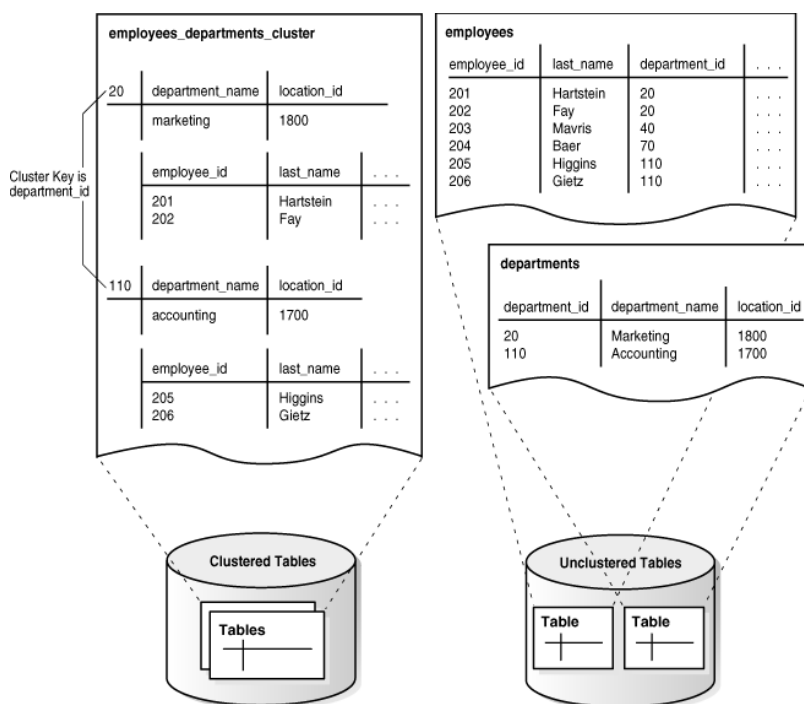 employees_departments_cluster
20 department_name location_id
marketing 1800
employee_id last_name . . .
201 Hartstein . . .
202 Fay . . .
Cluster Key is
department_id
110 department_name location_id
accounting 1700
employee_id last_name . . .
205 Higgins . . .
206 Gietz . . .
employees
employee_id last_name department_id . . .
201 Hartstein 20 . . .
202 Fay 20 . . .
203 Mavris 40 . . .
204 Baer 70 . . .
205 Higgins 110 . . .
206 Gietz 110 . . .
departments
department_id department_name location_id
20 Marketing 1800
110 Accounting 1700
Clustered Tables
Tables
Unclustered Tables
Table
Table